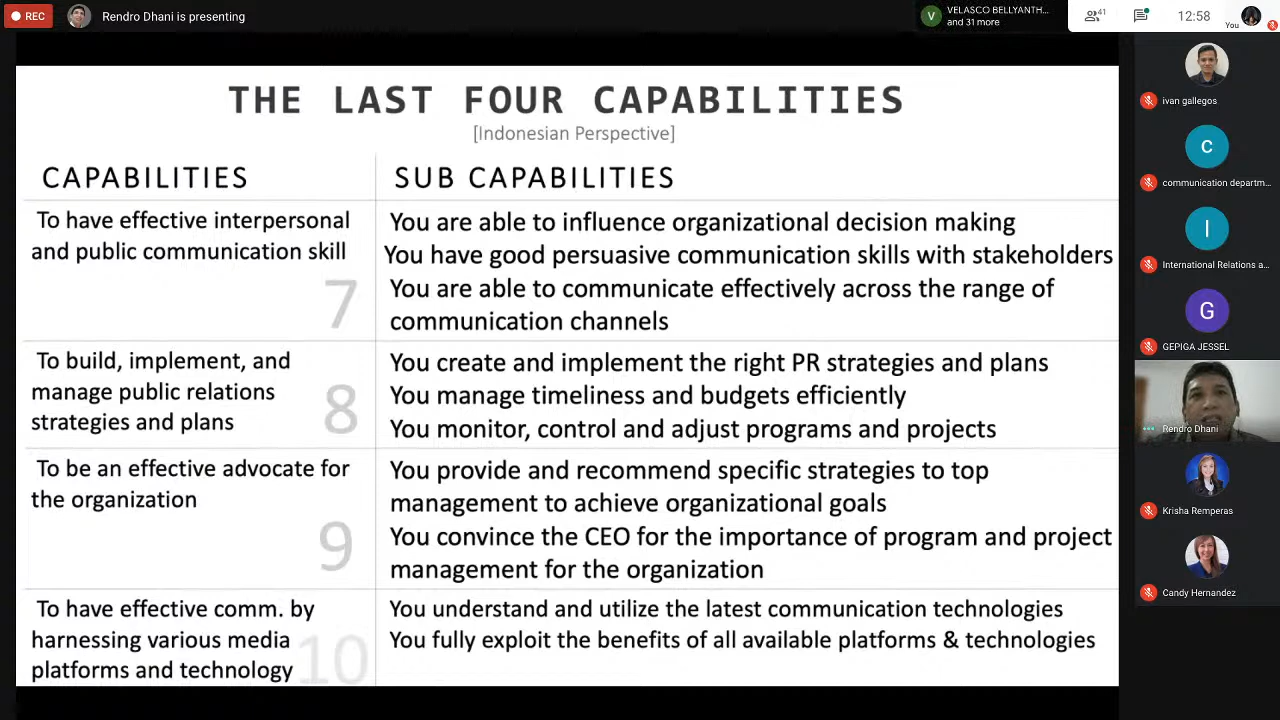 REC
Rendro Dhani is presenting
V
VELASCO BELLYANTH...
and 31 more
41
12:58
You
THE LAST FOUR CAPABILITIES
[Indonesian Perspective]
CAPABILITIES
SUB CAPABILITIES
To have effective interpersonal
and public communication skill
7
You are able to influence organizational decision making
You have good persuasive communication skills with stakeholders
You are able to communicate effectively across the range of
communication channels
To build, implement, and
manage public relations
strategies and plans
8
You create and implement the right PR strategies and plans
You manage timeliness and budgets efficiently
You monitor, control and adjust programs and projects
To be an effective advocate for
the organization
9
You provide and recommend specific strategies to top
management to achieve organizational goals
You convince the CEO for the importance of program and project
management for the organization
To have effective comm. by
harnessing various media
platforms and technology
10
You understand and utilize the latest communication technologies
You fully exploit the benefits of all available platforms & technologies
ivan gallegos
C
communication departm...
I
International Relations a...
G
GEPIGA JESSEL
Rendro Dhani
Krisha Remperas
Candy Hernandez